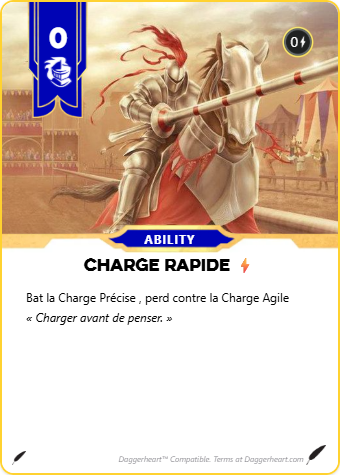 0
0
ABILITY
CHARGE RAPIDE
Bat la Charge Précise , perd contre la Charge Agile
« Charger avant de penser. »
Daggerheart™ Compatible. Terms at Daggerheart.com